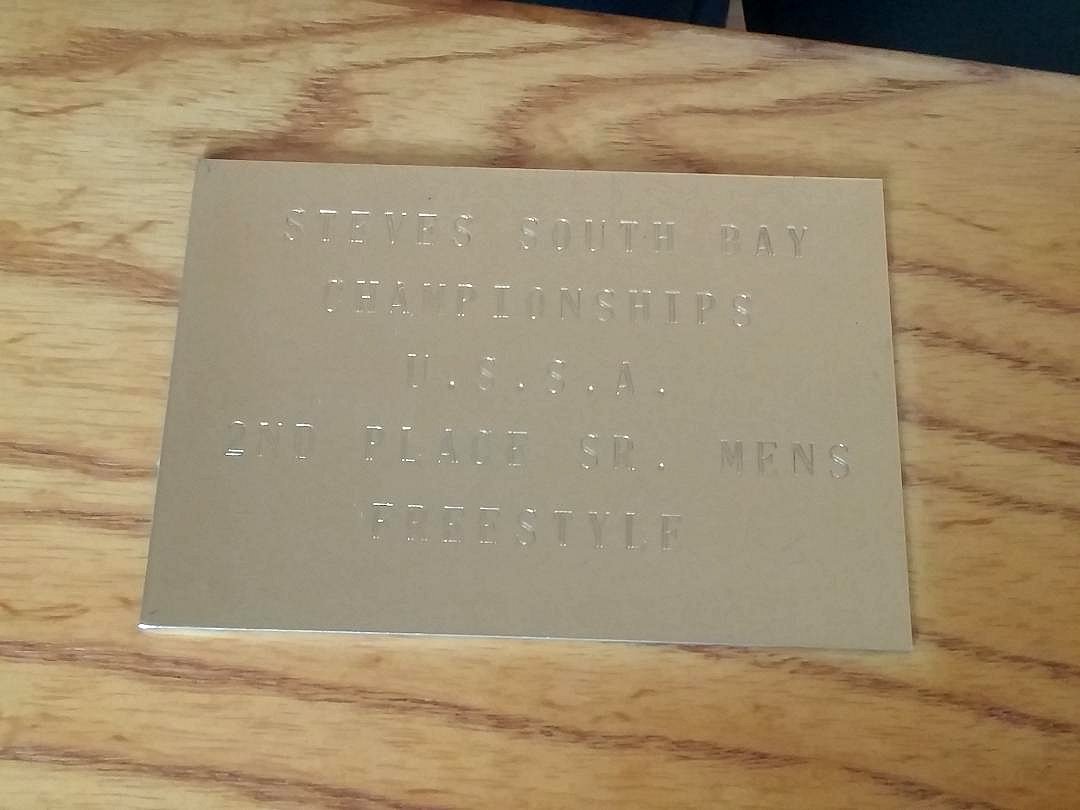 STEVES SOUTH BAY
CHAMPIONSHIPS
U.S.S.A.
2ND PLACE SR. MENS
FREESTYLE